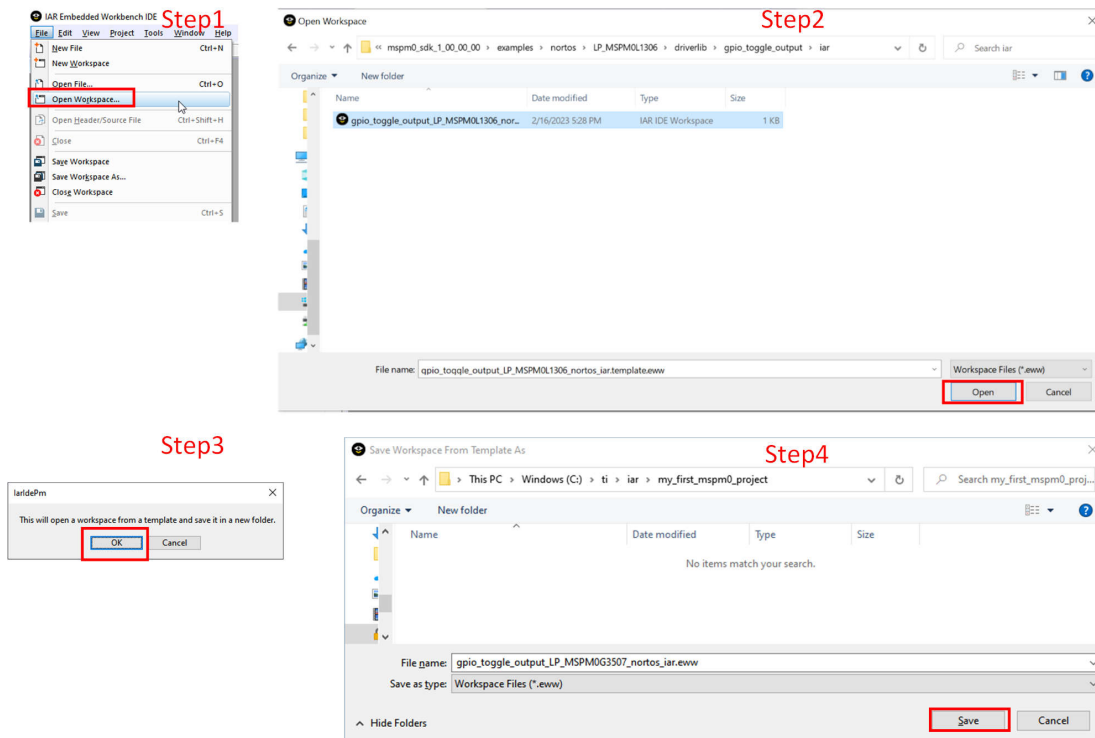 IAR Embedded Workbench IDE
Step1
File Edit View Project Tools Window Help
New File Ctrl+N
New Workspace
Open File... Ctrl+O
Open Workspace...
Open Header/Source File Ctrl+Shift+H
Close Ctrl+F4
Save Workspace
Save Workspace As...
Close Workspace
Save Ctrl+S
Step2
Open Workspace
« mspm0_sdk_1_00_00_00 › examples › nortos › LP_MSPM0L1306 › driverlib › gpio_toggle_output › iar
Search iar
Organize New folder
Name Date modified Type Size
gpio_toggle_output_LP_MSPM0L1306_nor... 2/16/2023 5:28 PM IAR IDE Workspace 1 KB
File name: gpio_toggle_output_LP_MSPM0L1306_nortos_iar.template.eww Workspace Files (*.eww)
Open Cancel
Step3
IarIdePm
This will open a workspace from a template and save it in a new folder.
OK Cancel
Step4
Save Workspace From Template As
› This PC › Windows (C:) › ti › iar › my_first_mspm0_project
Search my_first_mspm0_proj...
Organize New folder
Name Date modified Type Size
No items match your search.
File name: gpio_toggle_output_LP_MSPM0G3507_nortos_iar.eww
Save as type: Workspace Files (*.eww)
Hide Folders Save Cancel